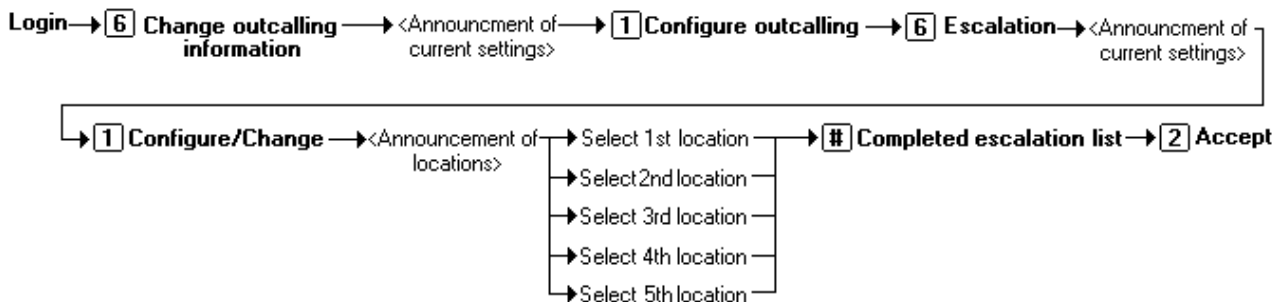 Login 6 Change outcalling information <Announcment of current settings> 1 Configure outcalling 6 Escalation <Announcment of current settings>
1 Configure/Change <Announcement of locations> Select 1st location # Completed escalation list 2 Accept
Select 2nd location
Select 3rd location
Select 4th location
Select 5th location